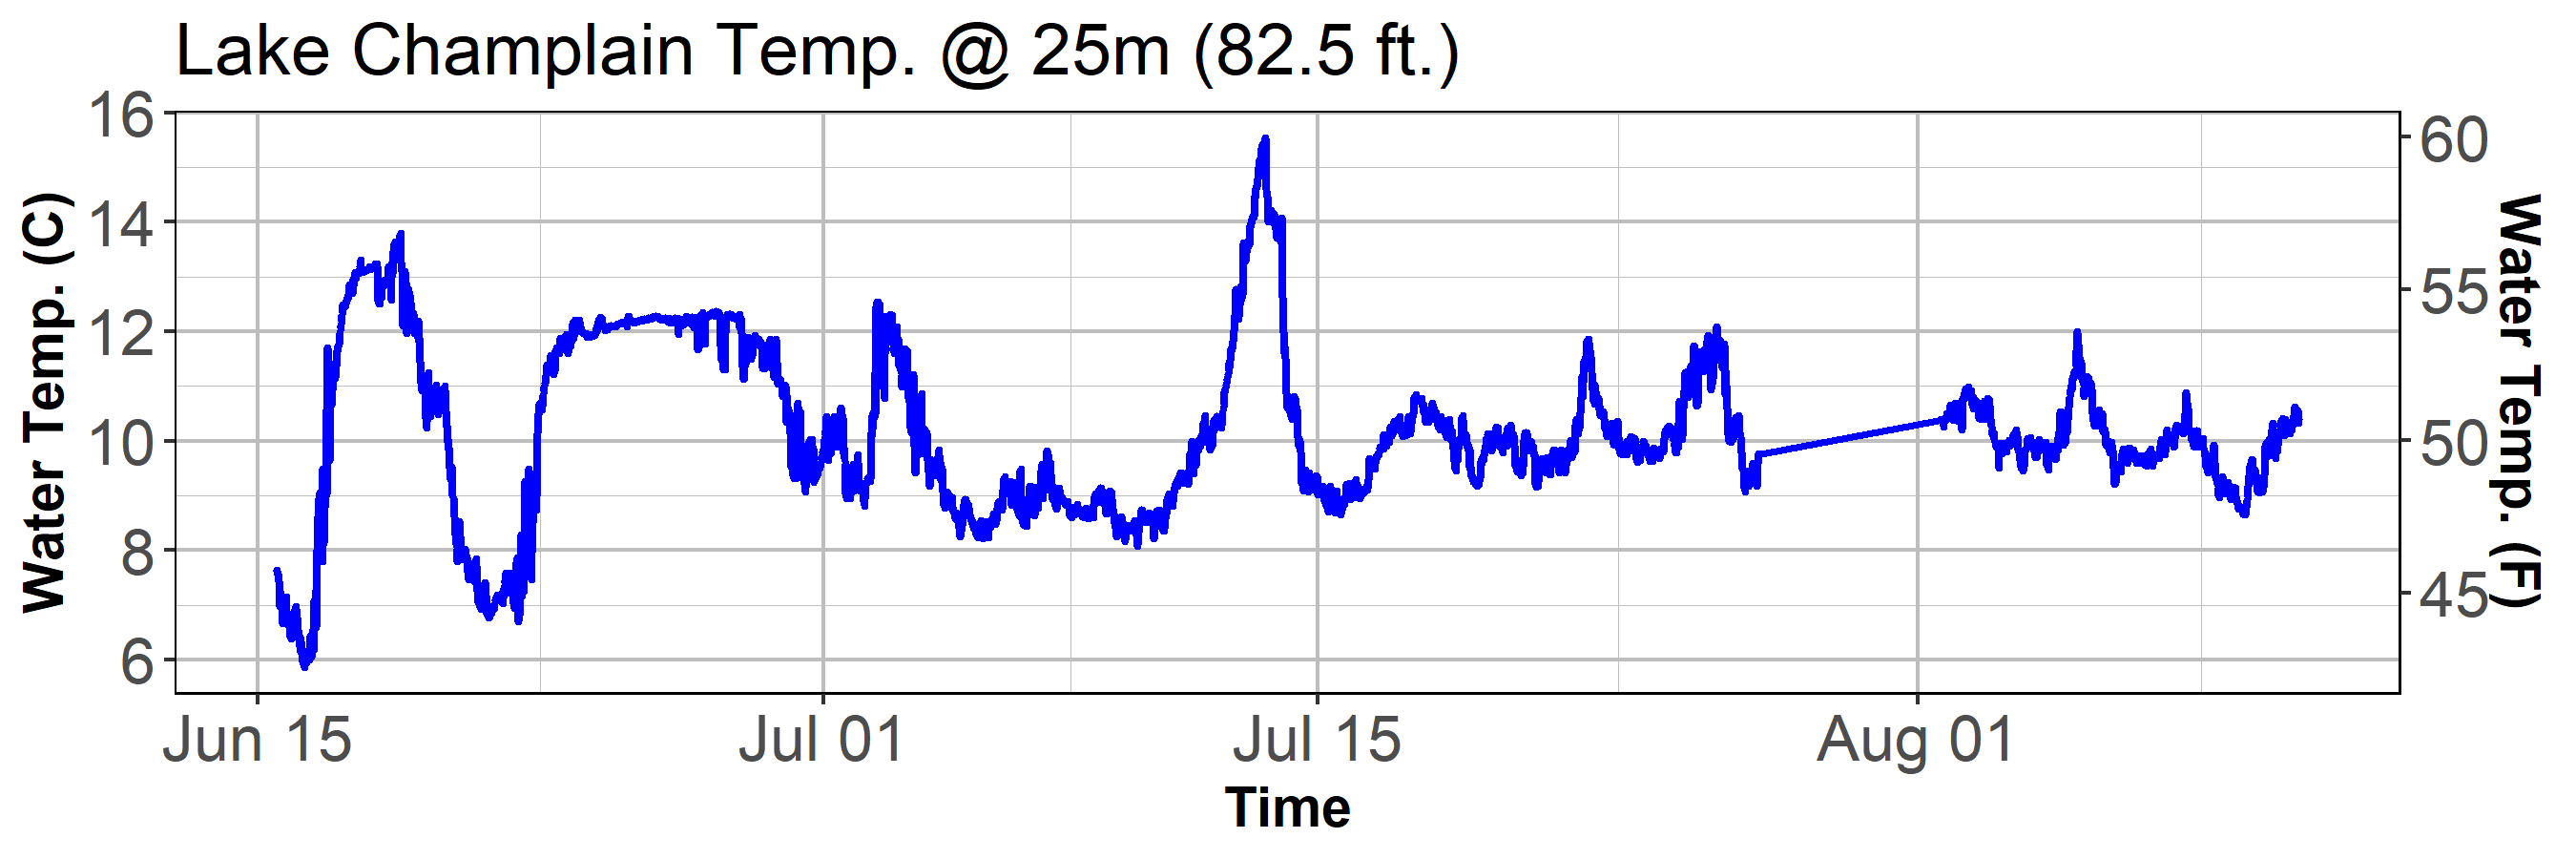 Lake Champlain Temp. @ 25m (82.5 ft.)
16
14
12
10
8
6
Water Temp. (C)
60
55
50
45
Water Temp. (F)
Jun 15 Jul 01 Jul 15 Aug 01
Time